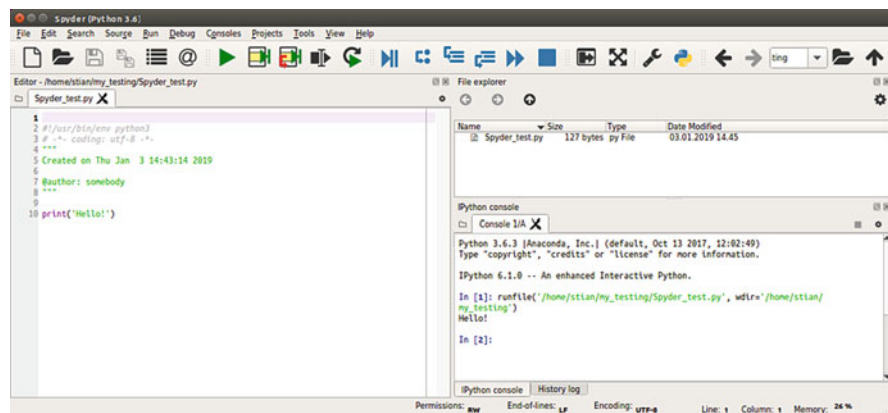 Spyder (Python 3.6)
File Edit Search Source Run Debug Consoles Projects Tools View Help
ting
Editor - /home/stian/my_testing/Spyder_test.py
Spyder_test.py
1
2 #!/usr/bin/env python3
3 # -*- coding: utf-8 -*-
4 """
5 Created on Thu Jan  3 14:43:14 2019
6
7 @author: somebody
8 """
9
10 print('Hello!')
File explorer
Name Size Type Date Modified
Spyder_test.py 127 bytes py File 03.01.2019 14.45
IPython console
Console 1/A
Python 3.6.3 |Anaconda, Inc.| (default, Oct 13 2017, 12:02:49)
Type "copyright", "credits" or "license" for more information.
IPython 6.1.0 -- An enhanced Interactive Python.
In [1]: runfile('/home/stian/my_testing/Spyder_test.py', wdir='/home/stian/
my_testing')
Hello!
In [2]:
IPython console History log
Permissions: RW End-of-lines: LF Encoding: UTF-8 Line: 1 Column: 1 Memory: 26 %